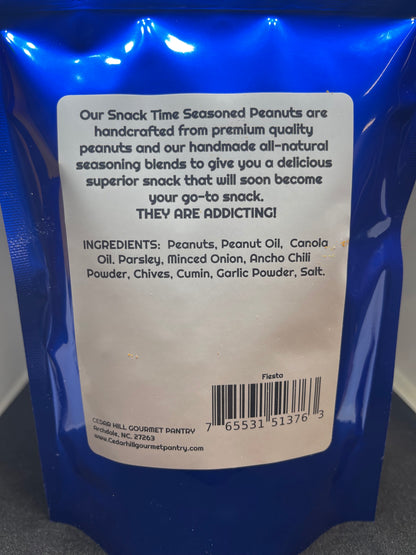 Our Snack Time Seasoned Peanuts are
handcrafted from premium quality
peanuts and our handmade all-natural
seasoning blends to give you a delicious
superior snack that will soon become
your go-to snack.
THEY ARE ADDICTING!
INGREDIENTS: Peanuts, Peanut Oil, Canola
Oil. Parsley, Minced Onion, Ancho Chili
Powder, Chives, Cumin, Garlic Powder, Salt.
Fiesta
7 65531 51376 3
CEDAR HILL GOURMET PANTRY
Archdale, NC. 27263
www.Cedarhillgourmetpantry.com